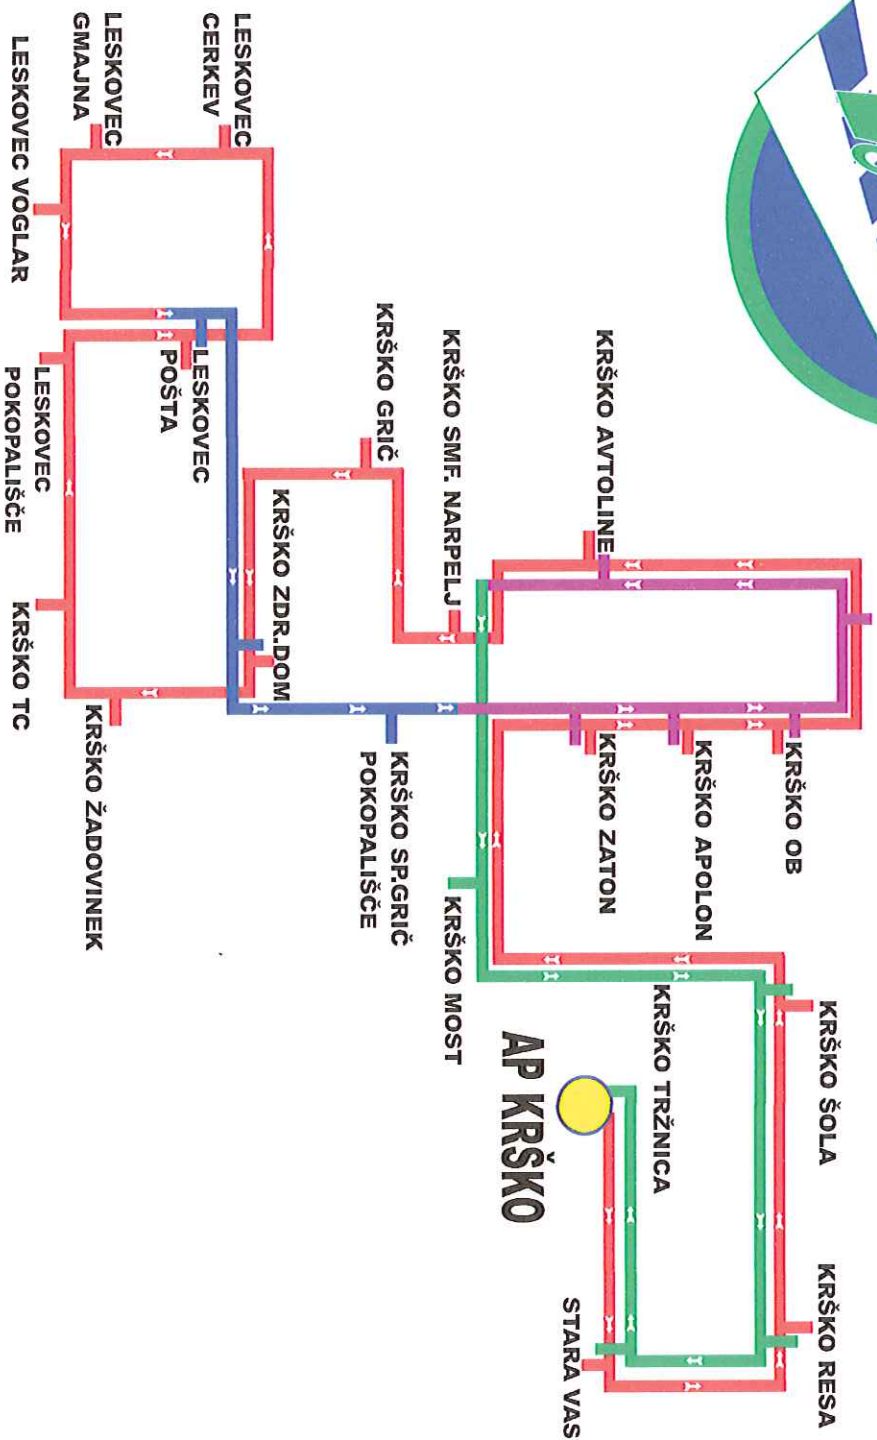 KRŠKO ŠOLA
KRŠKO RESA
KRŠKO OB
KRŠKO APOLON
KRŠKO TRŽNICA
KRŠKO AVTOLINE
KRŠKO ZATON
STARA VAS
AP KRŠKO
KRŠKO SMF. NARPELJ
KRŠKO MOST
KRŠKO SP.GRIČ
POKOPALIŠČE
KRŠKO GRIČ
KRŠKO ZDR.DOM
LESKOVEC
CERKEV
LESKOVEC
POŠTA
LESKOVEC
GMAJNA
KRŠKO ŽADOVINEK
LESKOVEC
POKOPALIŠČE
LESKOVEC VOGLAR
KRŠKO TC